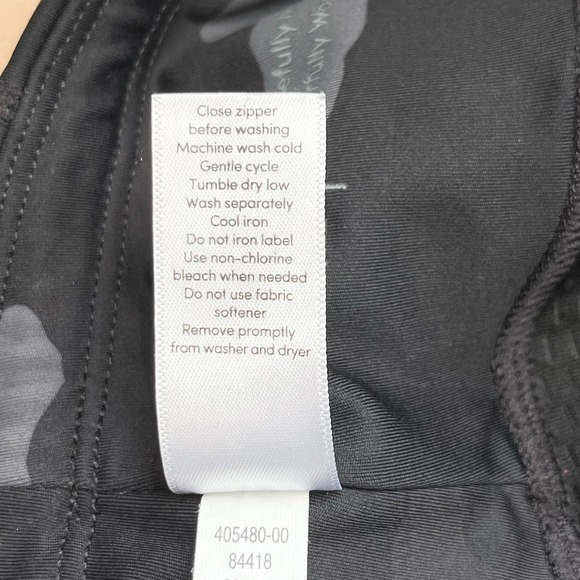 Close zipper
before washing
Machine wash cold
Gentle cycle
Tumble dry low
Wash separately
Cool iron
Do not iron label
Use non-chlorine
bleach when needed
Do not use fabric
softener
Remove promptly
from washer and dryer
405480-00
84418